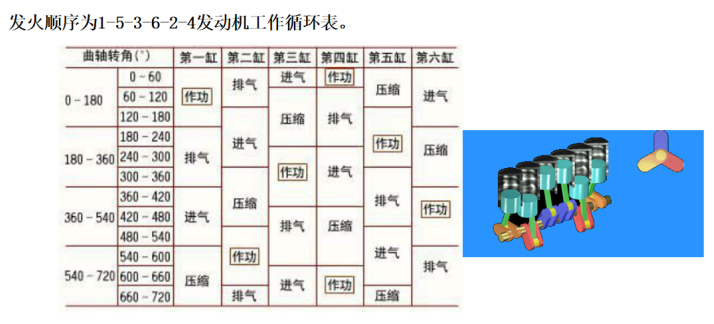 发火顺序为1-5-3-6-2-4发动机工作循环表。
曲轴转角(°) 第一缸 第二缸 第三缸 第四缸 第五缸 第六缸
0-180 0~60 作功 排气 进气 作功 压缩 进气
60~120 压缩 排气
120-180 进气 作功
180-360 180-240 排气 压缩
240-300 作功 进气
300-360 压缩 排气
360-540 360-420 进气 作功
420-480 排气 压缩
480-540 作功 进气
540-720 540-600 压缩 排气
600-660 进气 作功
660-720 排气 压缩